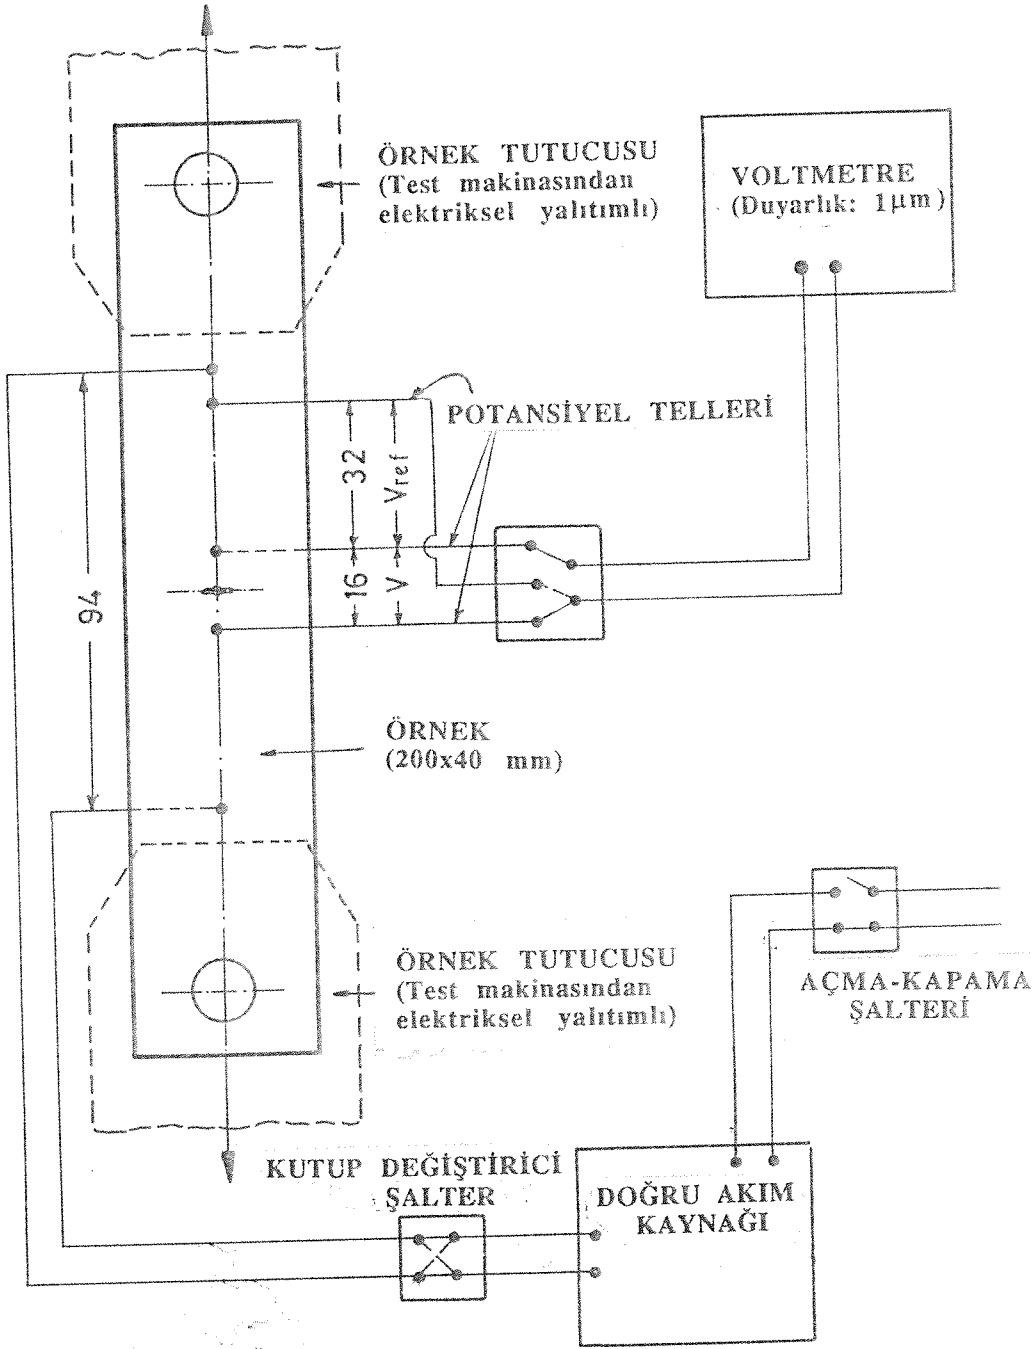 ÖRNEK TUTUCUSU
(Test makinasından
elektriksel yalıtımlı)
VOLTMETRE
(Duyarlık: 1μm)
POTANSİYEL TELLERİ
32
Vref
16
V
94
ÖRNEK
(200x40 mm)
ÖRNEK TUTUCUSU
(Test makinasından
elektriksel yalıtımlı)
AÇMA-KAPAMA
ŞALTERİ
KUTUP DEĞİŞTİRİCİ
ŞALTER
DOĞRU AKIM
KAYNAĞI